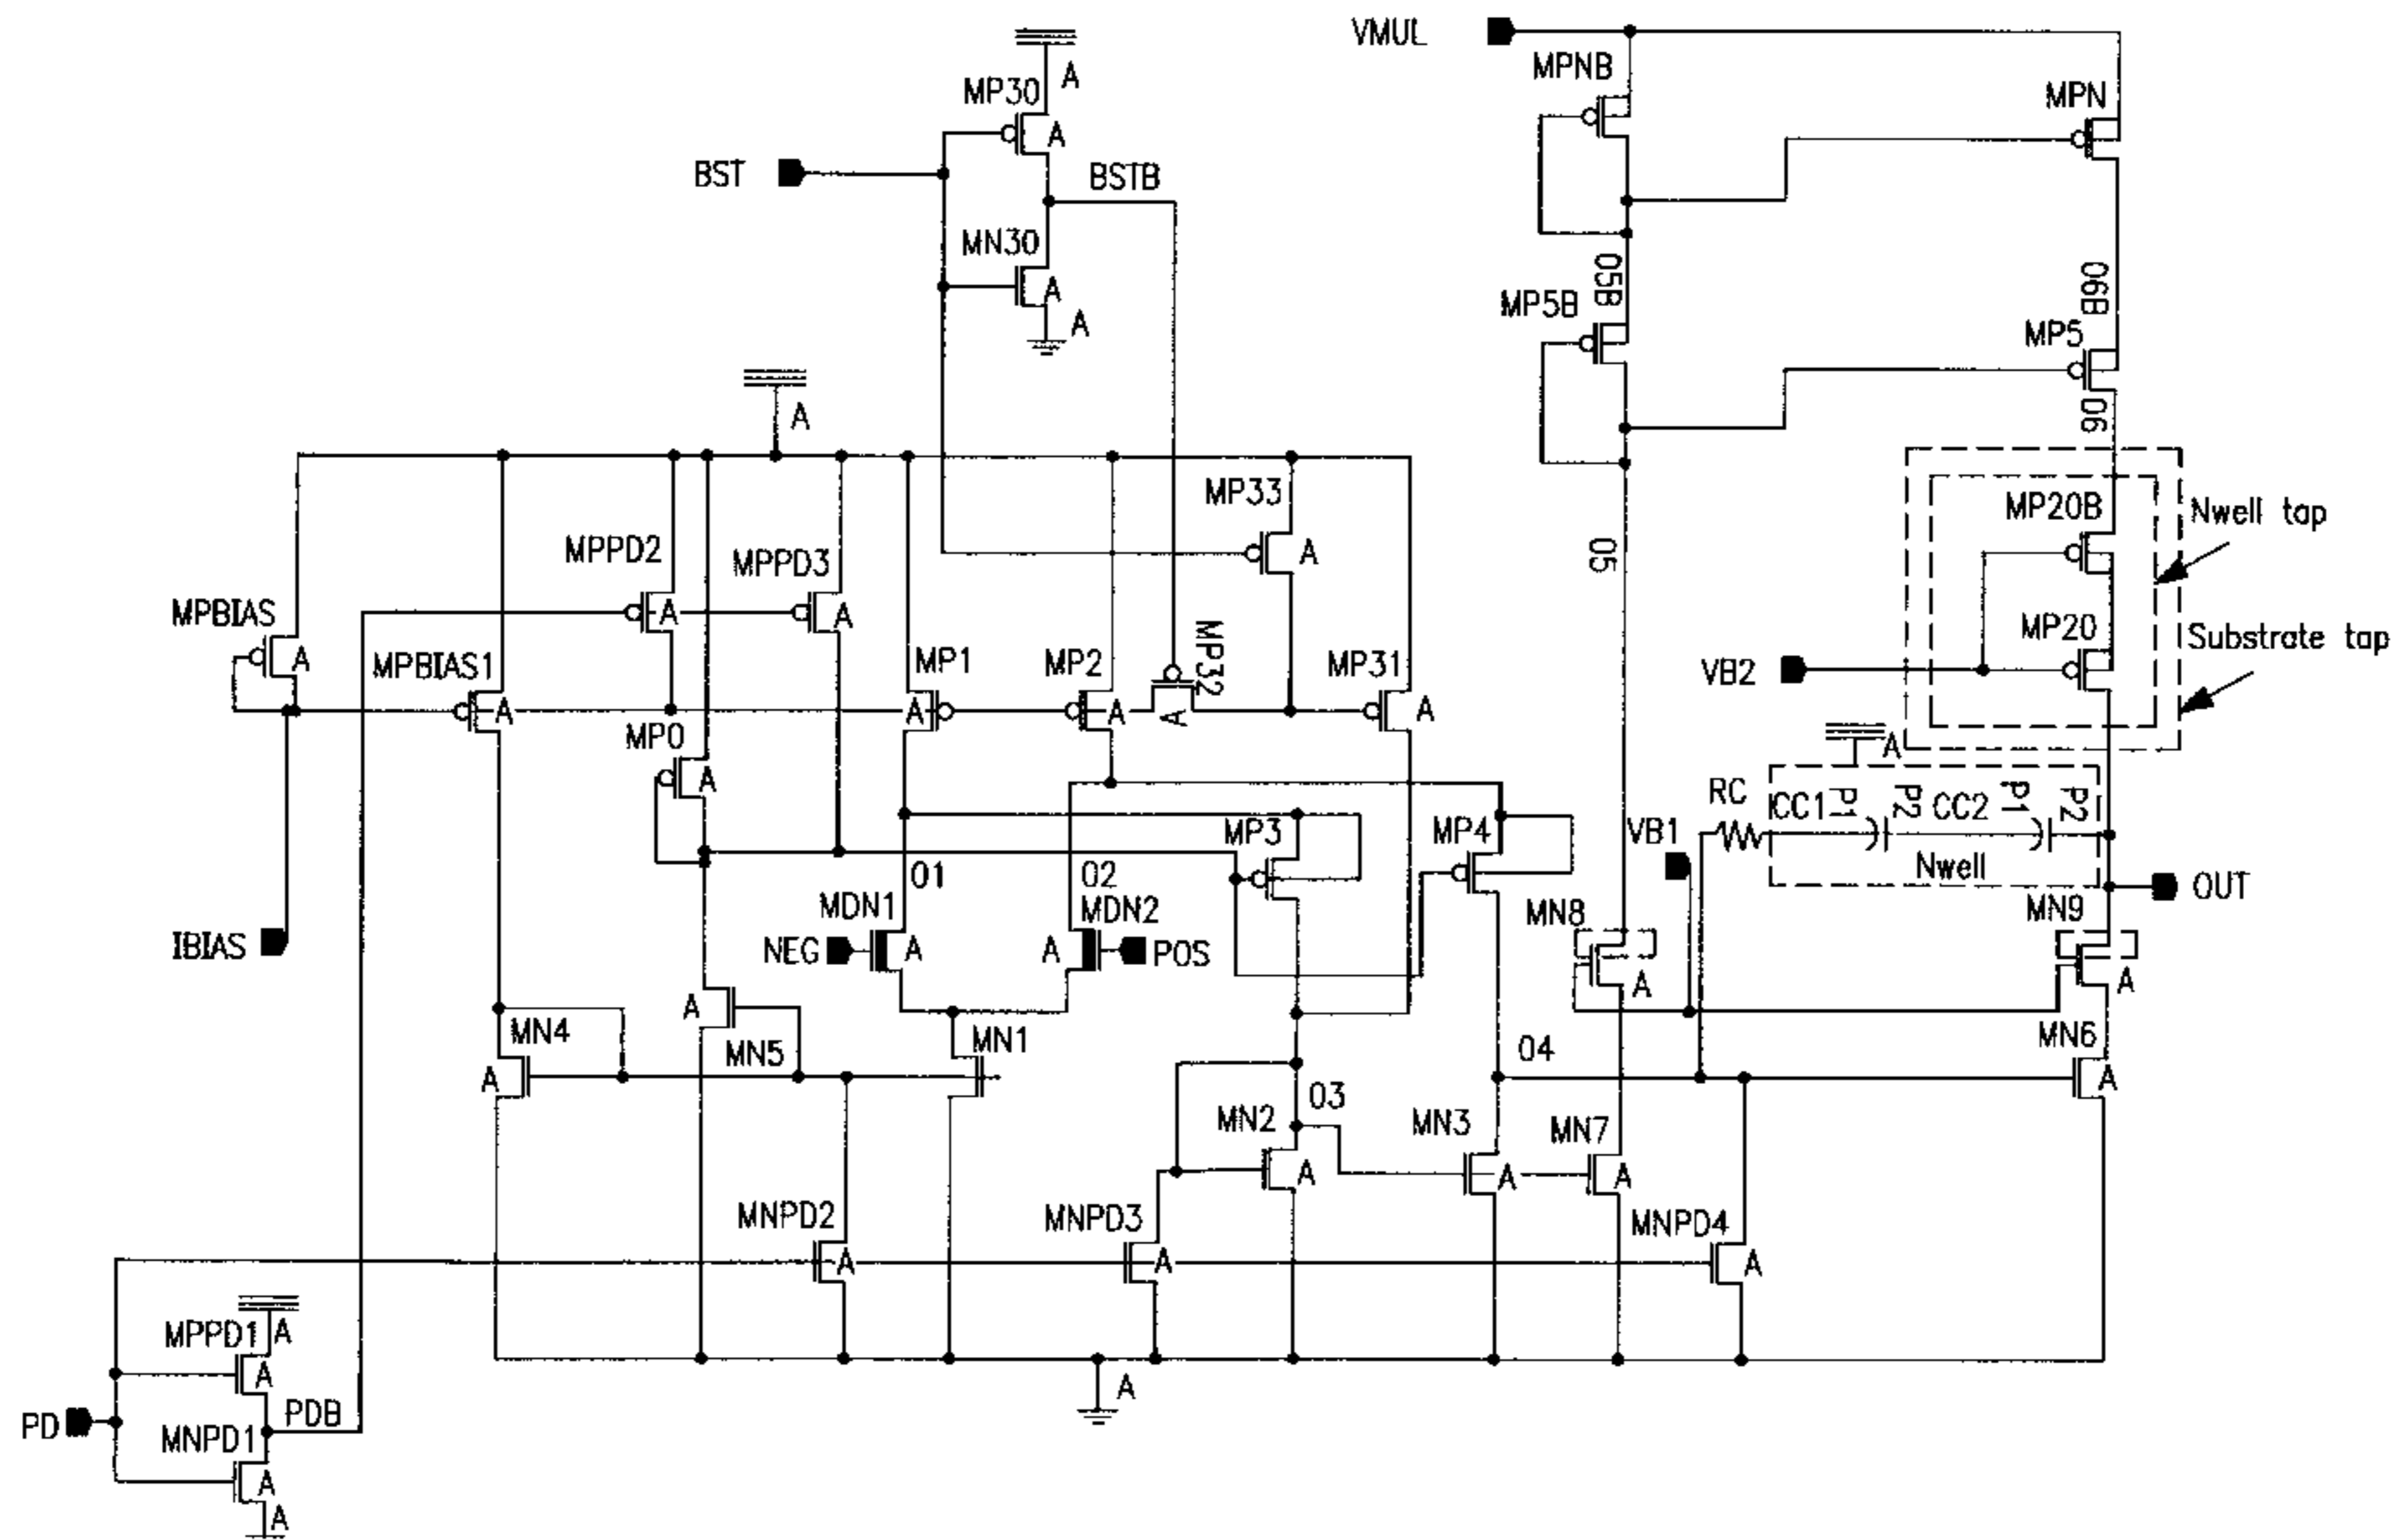 VMUL
MPNB
MPN
A
MP30
A
BST
BSTB
MN30
A
A
05B
06B
MP5B
MP5
A
06
MP33
MP20B
Nwell tap
MPPD2
MPPD3
A
05
MPBIAS
A
A
MP20
Substrate tap
A
MPBIAS1
MP1
MP2
MP32
MP31
VB2
A
A
A
A
A
MP0
A
A
RC
CC1
P1
P2
CC2
P1
P2
MP3
MP4
VB1
Nwell
01
02
OUT
MDN1
MDN2
MN8
MN9
IBIAS
NEG
A
A
POS
A
A
A
MN4
MN5
MN1
04
MN6
A
A
03
MN2
MN3
MN7
A
A
A
MNPD2
MNPD3
MNPD4
A
A
A
MPPD1
A
A
A
PD
PDB
MNPD1
A
A